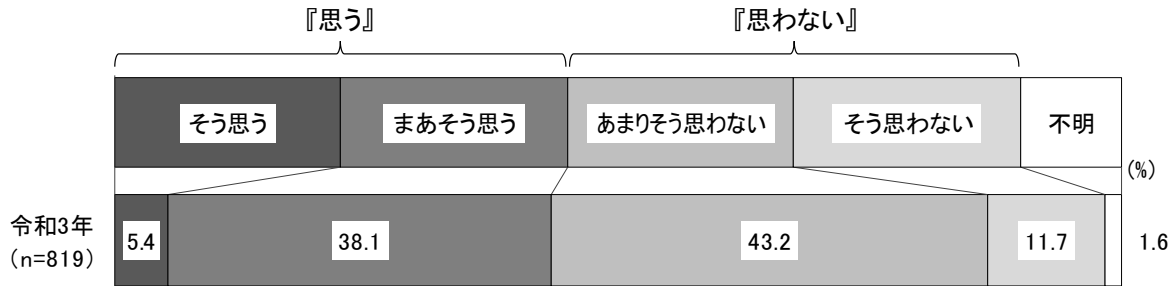 『思う』 『思わない』
そう思う まあそう思う あまりそう思わない そう思わない 不明
(%)
令和3年
(n=819)
5.4 38.1 43.2 11.7 1.6